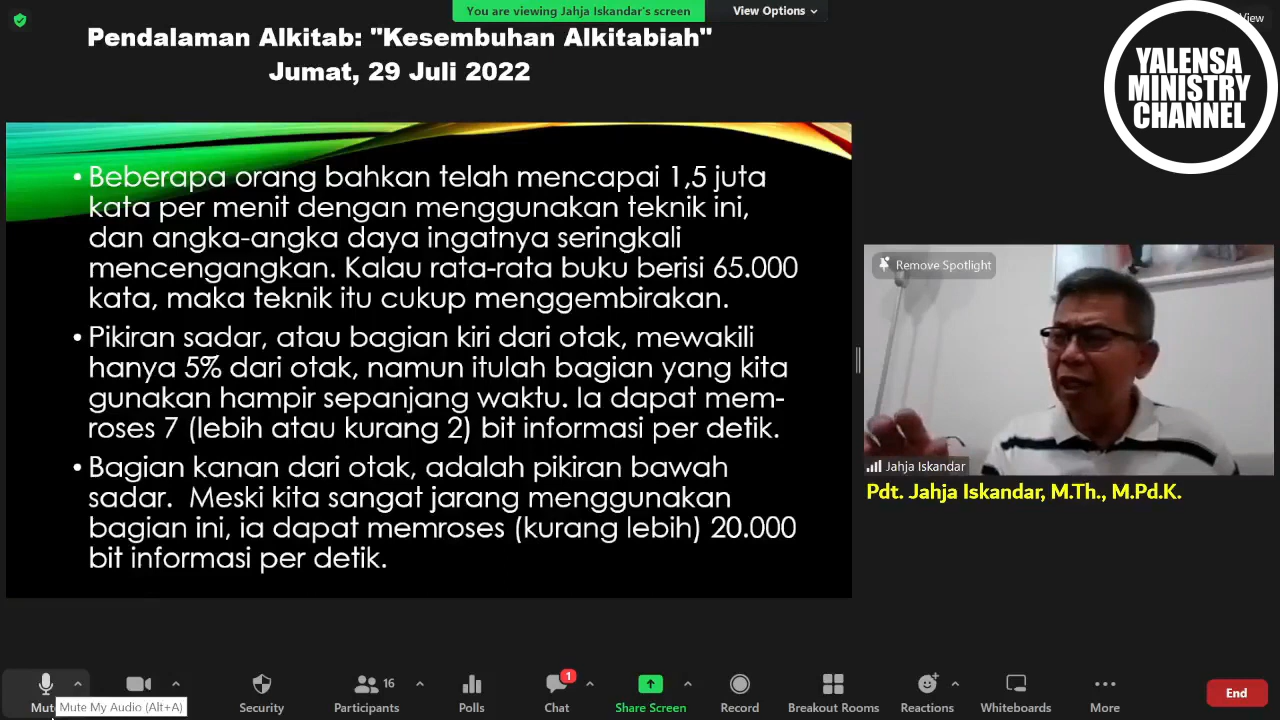 You are viewing Jahja Iskandar's screen
View Options
View
Pendalaman Alkitab: "Kesembuhan Alkitabiah"
Jumat, 29 Juli 2022
YALENSA
MINISTRY
CHANNEL
• Beberapa orang bahkan telah mencapai 1,5 juta
kata per menit dengan menggunakan teknik ini,
dan angka-angka daya ingatnya seringkali
mencengangkan. Kalau rata-rata buku berisi 65.000
kata, maka teknik itu cukup menggembirakan.
• Pikiran sadar, atau bagian kiri dari otak, mewakili
hanya 5% dari otak, namun itulah bagian yang kita
gunakan hampir sepanjang waktu. Ia dapat mem-
roses 7 (lebih atau kurang 2) bit informasi per detik.
• Bagian kanan dari otak, adalah pikiran bawah
sadar. Meski kita sangat jarang menggunakan
bagian ini, ia dapat memroses (kurang lebih) 20.000
bit informasi per detik.
Remove Spotlight
Jahja Iskandar
Pdt. Jahja Iskandar, M.Th., M.Pd.K.
Mute
Mute My Audio (Alt+A)
Security
16
Participants
Polls
1
Chat
Share Screen
Record
Breakout Rooms
Reactions
Whiteboards
More
End